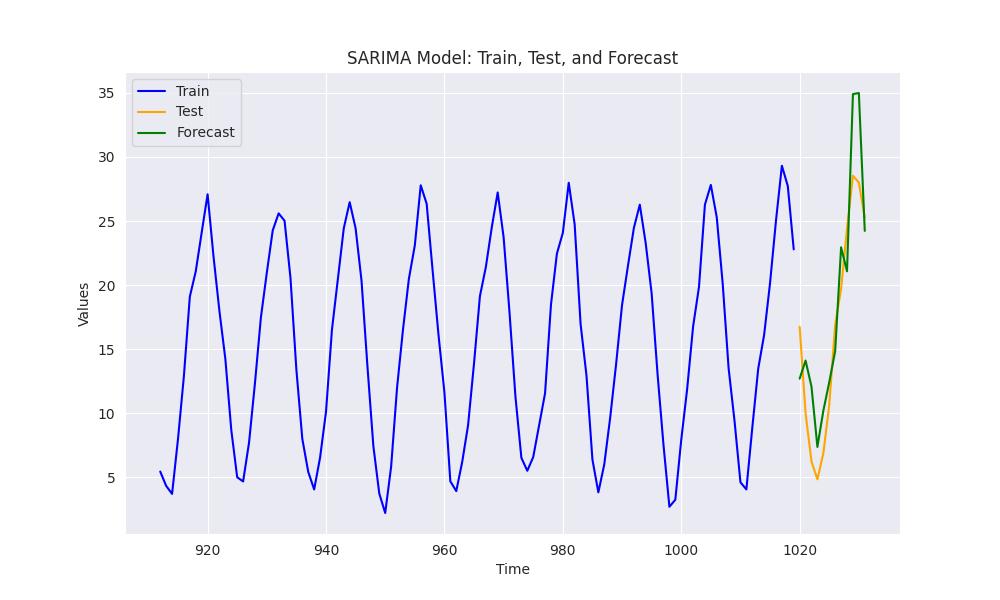 SARIMA Model: Train, Test, and Forecast
Train
Test
Forecast
35
30
25
20
15
10
5
Values
920 940 960 980 1000 1020
Time